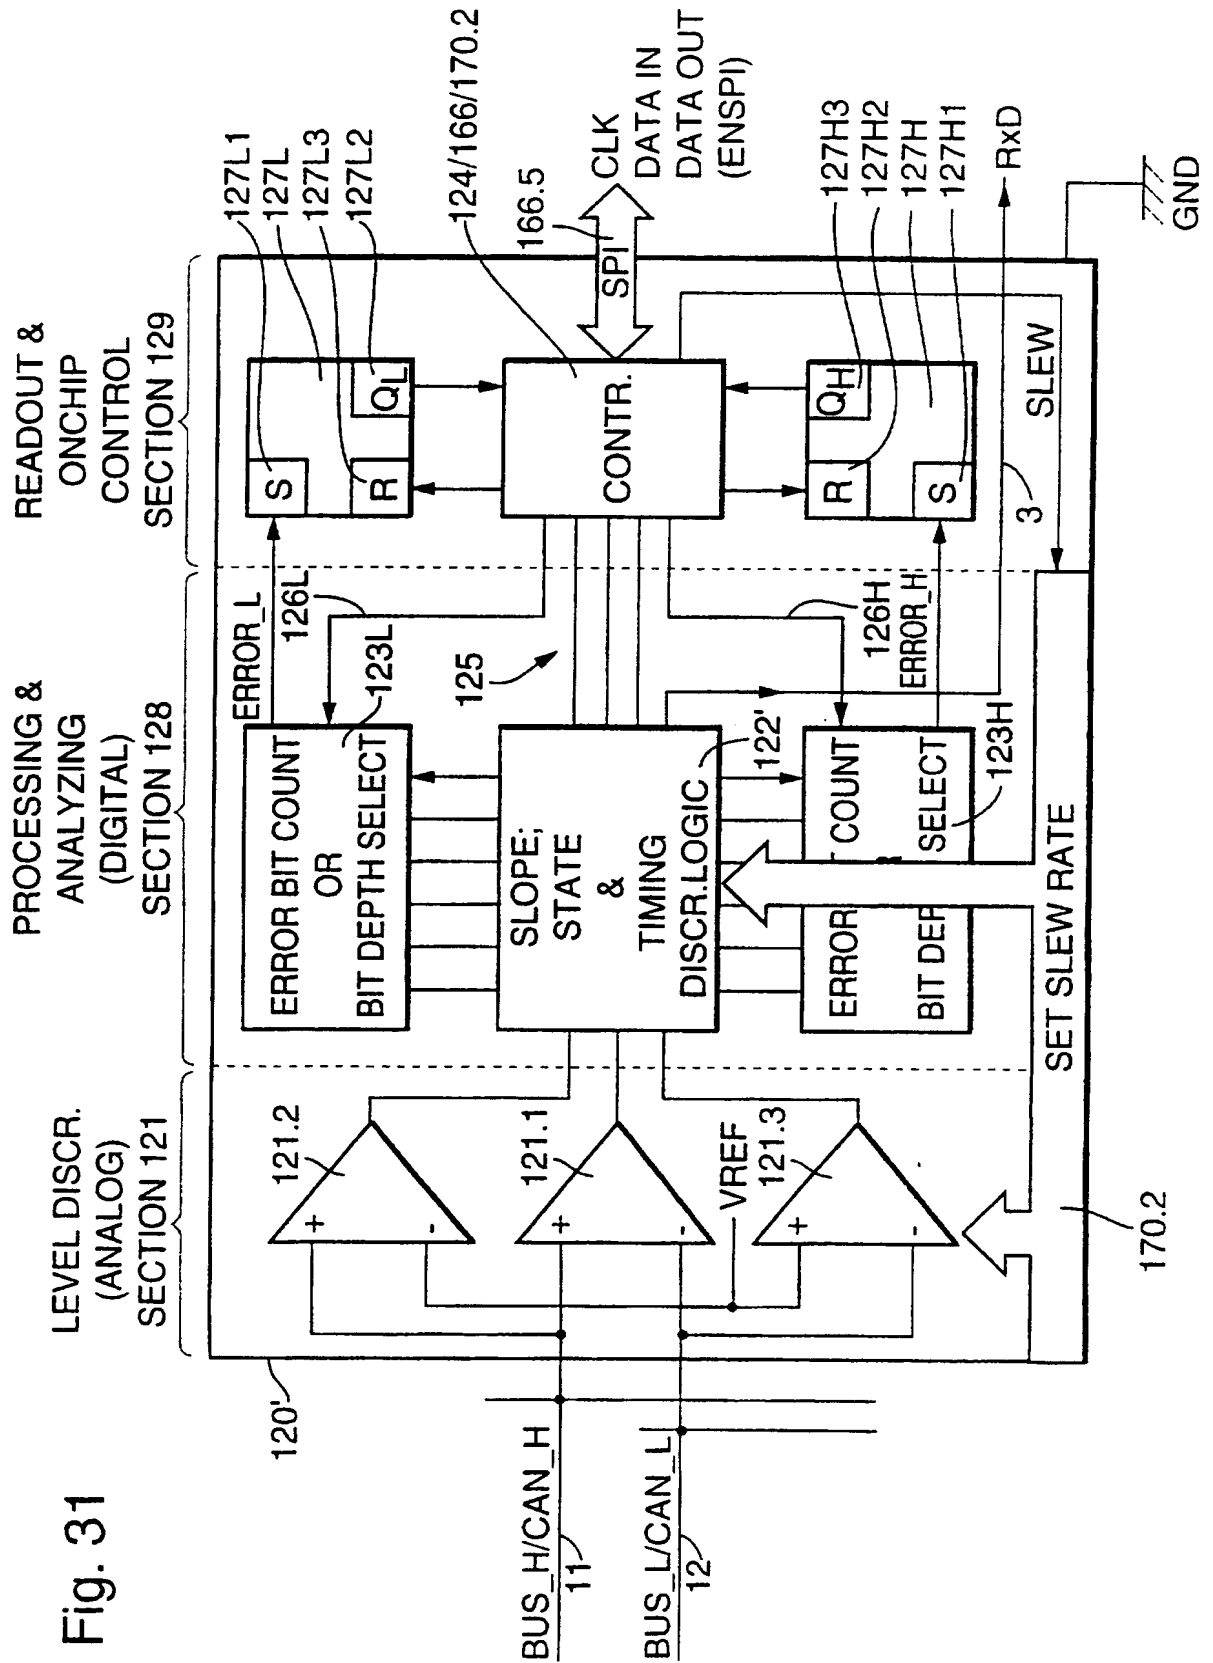 Fig. 31
LEVEL DISCR.
(ANALOG)
SECTION 121
PROCESSING &
ANALYZING
(DIGITAL)
SECTION 128
READOUT &
ONCHIP
CONTROL
SECTION 129
120'
121.2
+
-
121.1
+
-
VREF
121.3
+
-
BUS_H/CAN_H
11
BUS_L/CAN_L
12
ERROR BIT COUNT
OR
BIT DEPTH SELECT
123L
ERROR_L
126L
125
SLOPE;
STATE
&
TIMING
DISCR.LOGIC
122'
126H
ERROR_H
ERROR
T COUNT
BIT DEP
SELECT
123H
S
R
QL
127L1
127L
127L3
127L2
CONTR.
124/166/170.2
166.5
SPI
CLK
DATA IN
DATA OUT
(ENSPI)
R
QH
S
127H3
127H2
127H
127H1
RxD
3
SLEW
GND
SET SLEW RATE
170.2